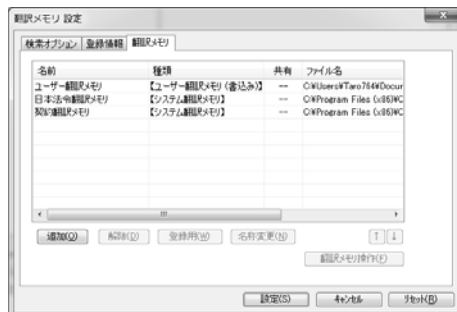 翻訳メモリ 設定
検索オプション 登録情報 翻訳メモリ
名前 種類 共有 ファイル名
ユーザー翻訳メモリ 【ユーザー翻訳メモリ (書込み)】 -- C:¥Users¥Taro764¥Docur
日本法令翻訳メモリ 【システム翻訳メモリ】 -- C:¥Program Files (x86)¥C
契約翻訳メモリ 【システム翻訳メモリ】 -- C:¥Program Files (x86)¥C
追加(O) 解除(D) 登録用(W) 名称変更(N) ↑ ↓
翻訳メモリ操作(F)
設定(S) キャンセル リセット(R)